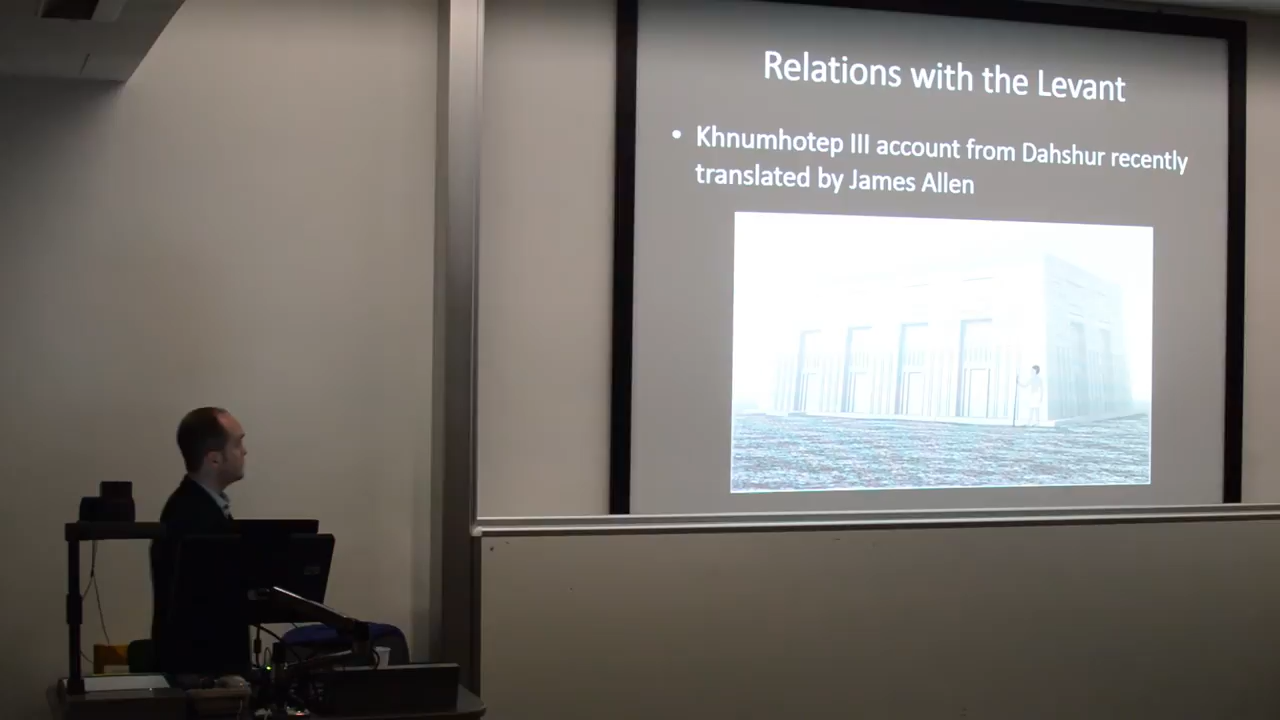 Relations with the Levant
• Khnumhotep III account from Dahshur recently
translated by James Allen